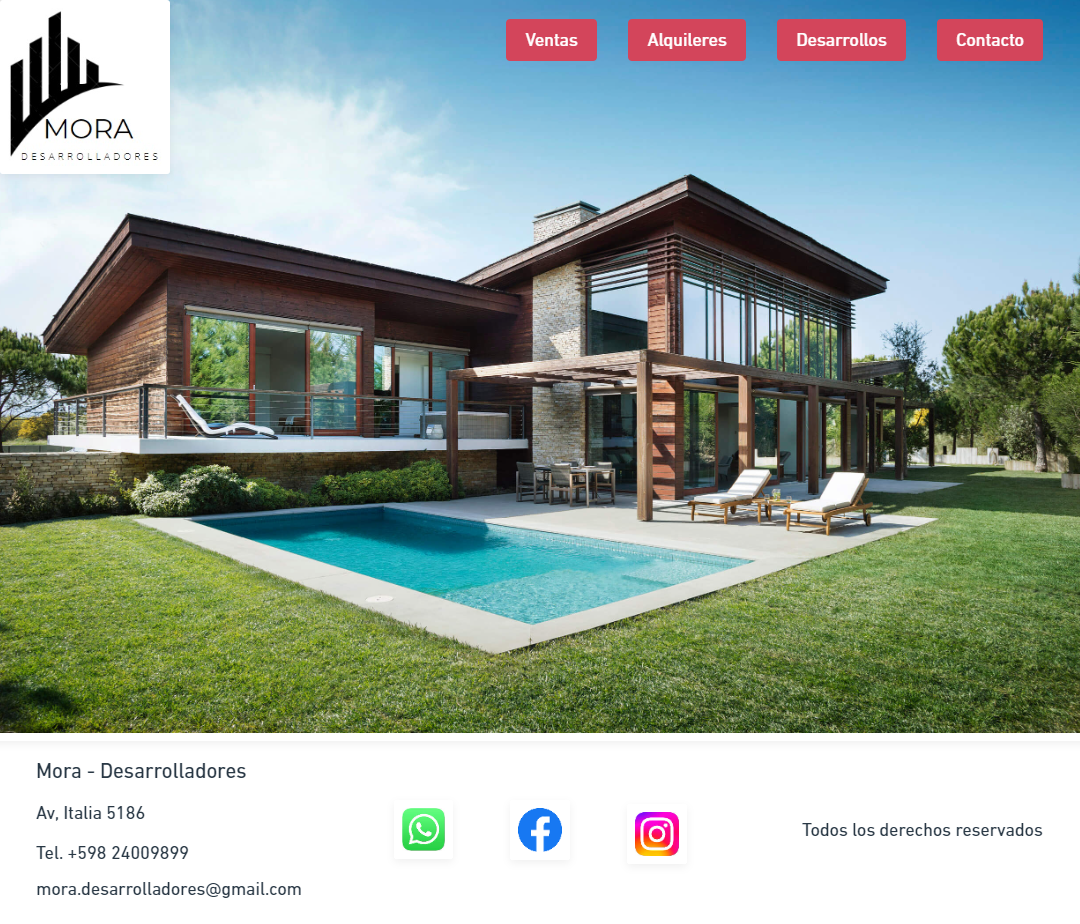 MORA
DESARROLLADORES
Ventas
Alquileres
Desarrollos
Contacto
Mora - Desarrolladores
Av, Italia 5186
Tel. +598 24009899
mora.desarrolladores@gmail.com
Todos los derechos reservados